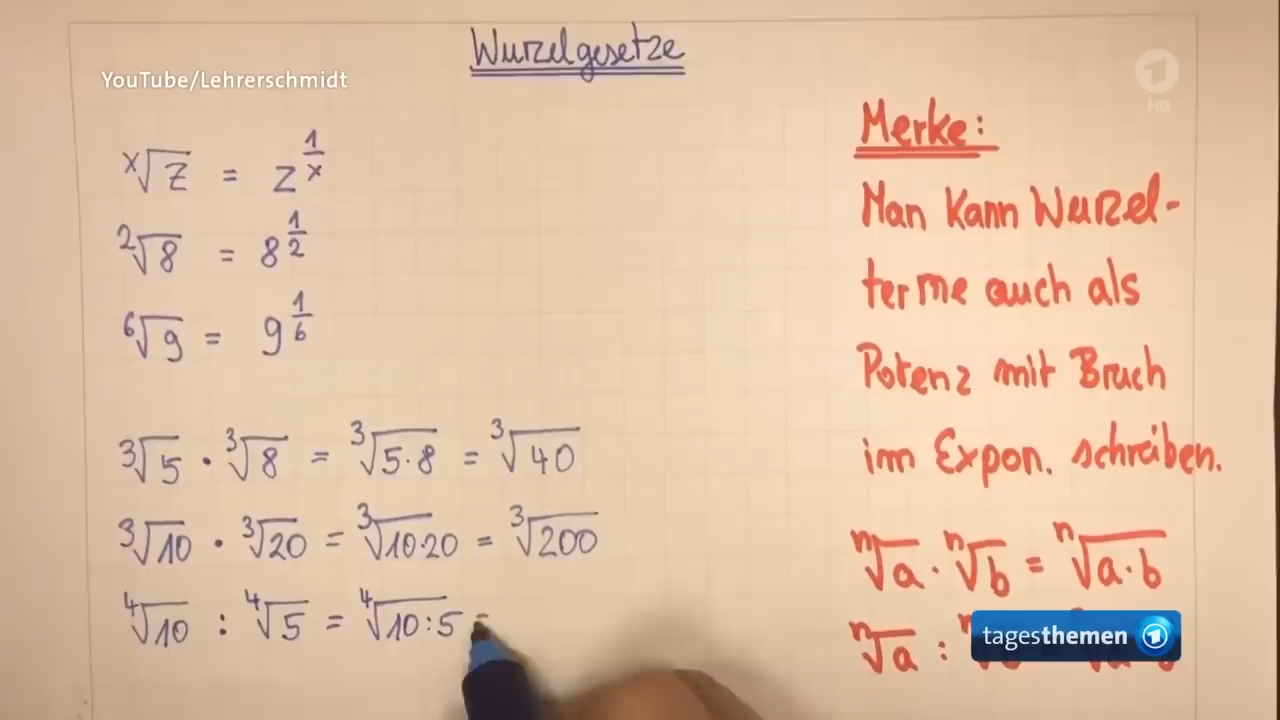 Wurzelgesetze
YouTube/Lehrerschmidt
HD
ˣ√z = z^(1/x)
²√8 = 8^(1/2)
⁶√9 = 9^(1/6)
³√5 · ³√8 = ³√(5·8) = ³√40
³√10 · ³√20 = ³√(10·20) = ³√200
⁴√10 : ⁴√5 = ⁴√(10:5) =
Merke:
Man kann Wurzel-
terme auch als
Potenz mit Bruch
im Expon. schreiben.
ⁿ√a · ⁿ√b = ⁿ√(a·b)
ⁿ√a :
tagesthemen